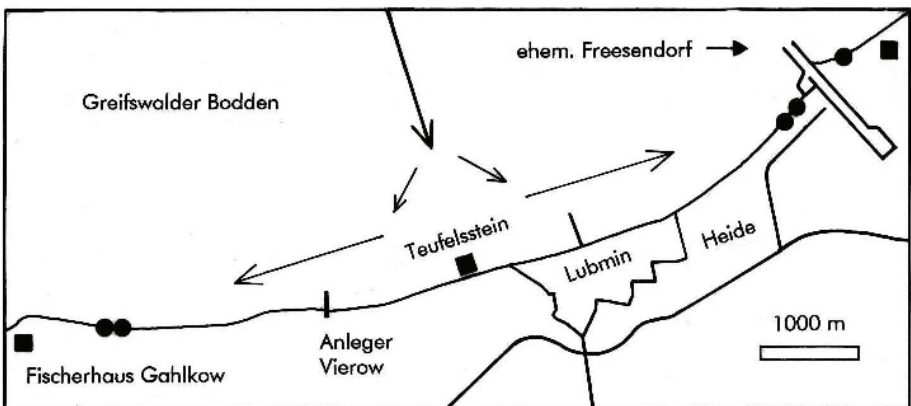 ehem. Freesendorf
Greifswalder Bodden
Teufelsstein
Heide
Lubmin
1000 m
Anleger
Vierow
Fischerhaus Gahlkow